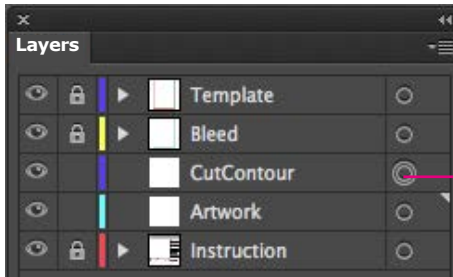 Layers
Template
Bleed
CutContour
Artwork
Instruction